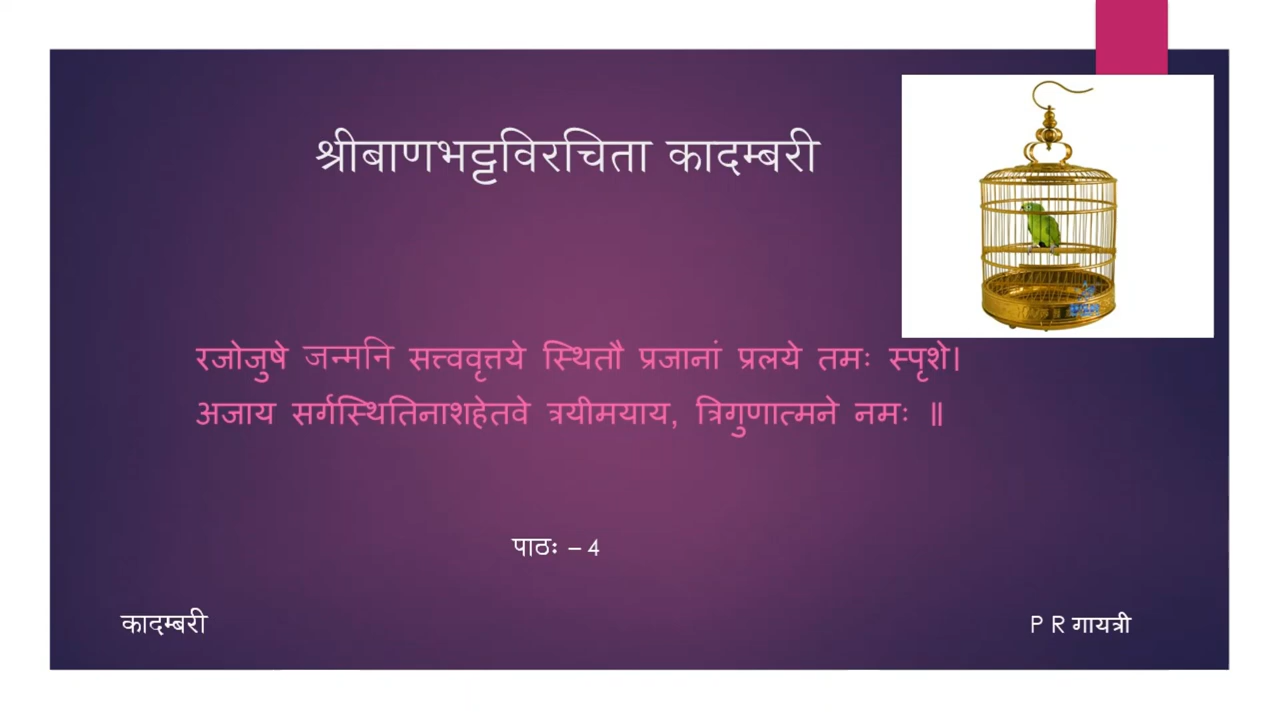 श्रीबाणभट्टविरचिता कादम्बरी
रजोजुषे जन्मनि सत्त्ववृत्तये स्थितौ प्रजानां प्रलये तमः स्पृशे।
अजाय सर्गस्थितिनाशहेतवे त्रयीमयाय, त्रिगुणात्मने नमः ॥
पाठः – 4
कादम्बरी
P R गायत्री